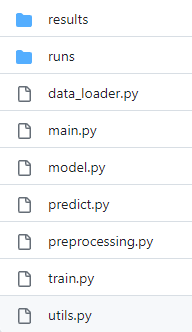 results
runs
data_loader.py
main.py
model.py
predict.py
preprocessing.py
train.py
utils.py